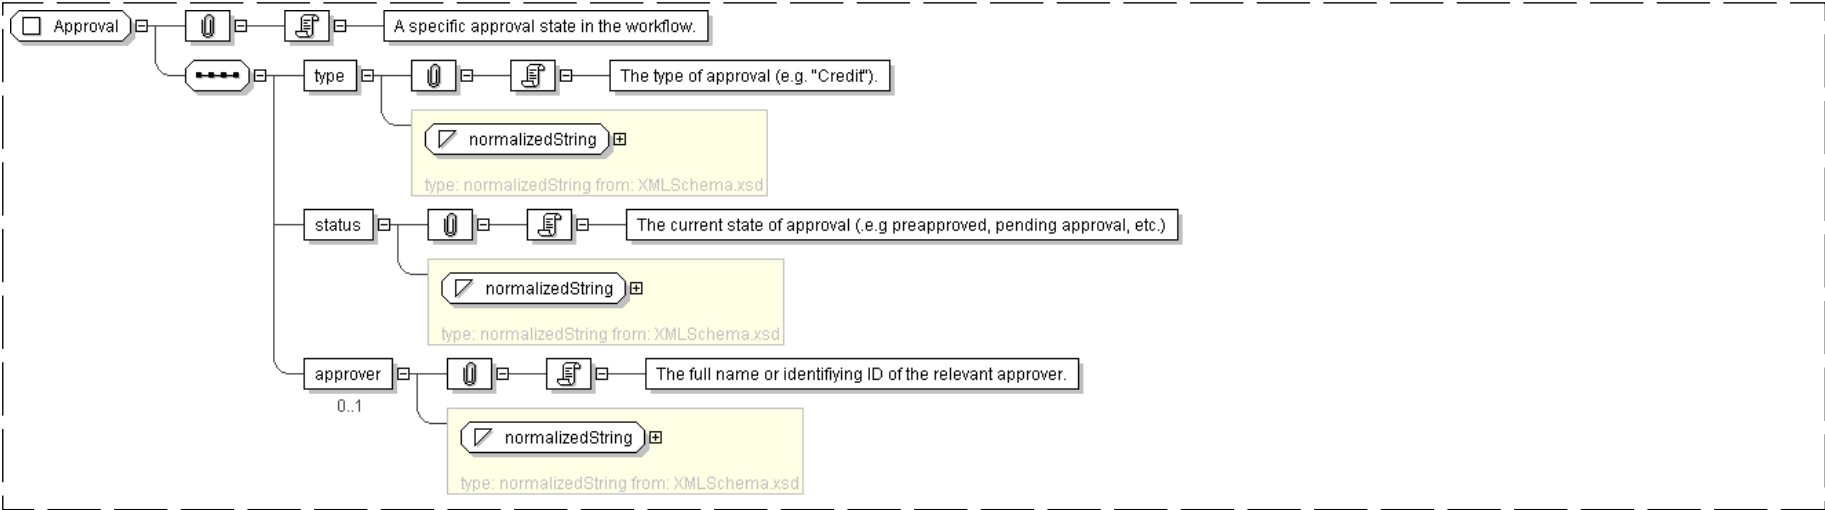 Approval A specific approval state in the workflow.
type The type of approval (e.g. "Credit").
normalizedString
type: normalizedString from: XMLSchema.xsd
status The current state of approval (.e.g preapproved, pending approval, etc.)
normalizedString
type: normalizedString from: XMLSchema.xsd
approver The full name or identifiying ID of the relevant approver.
0..1
normalizedString
type: normalizedString from: XMLSchema.xsd